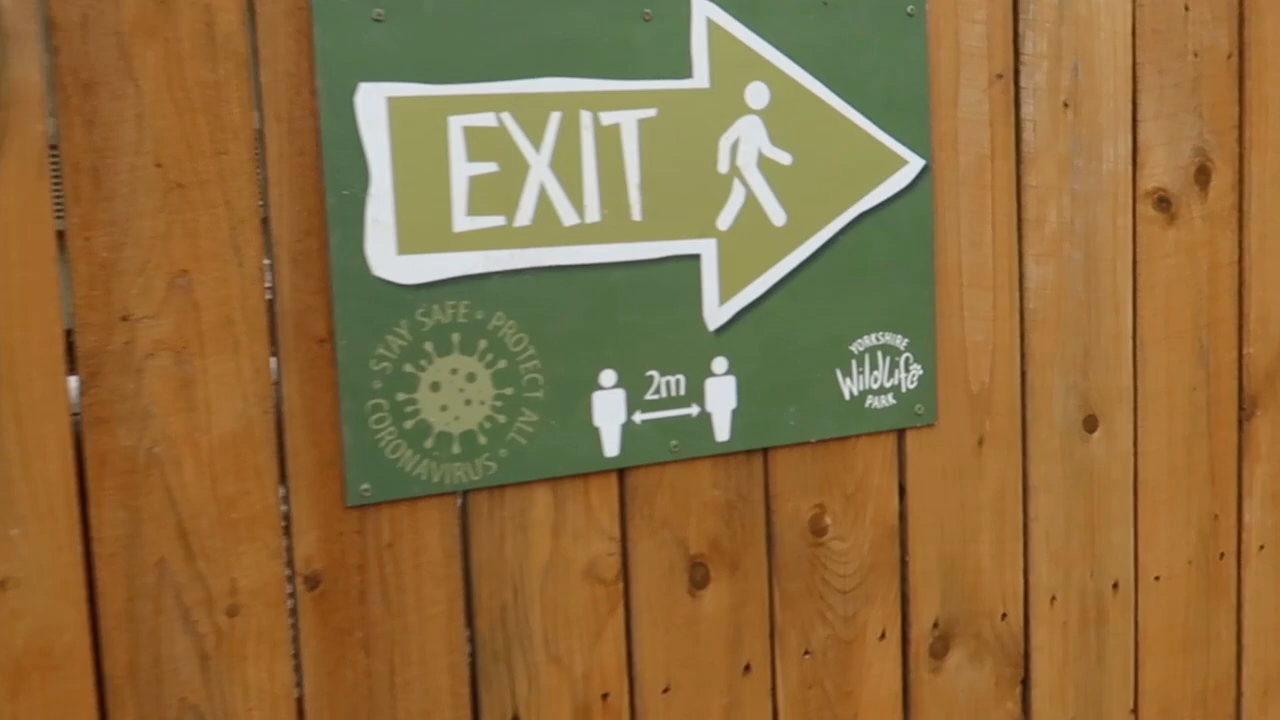 EXIT
STAY SAFE • PROTECT ALL • CORONAVIRUS •
2m
YORKSHIRE
WildLife
PARK